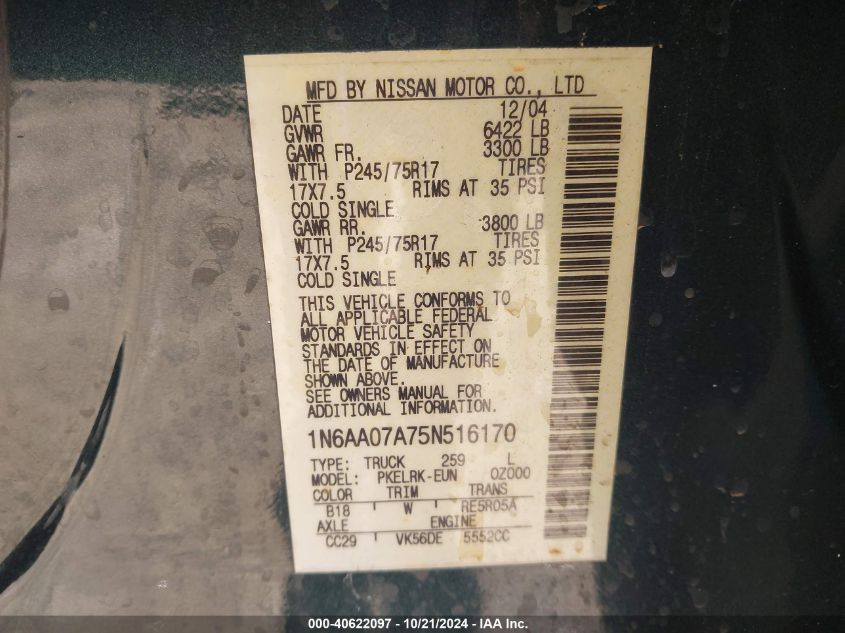 MFD BY NISSAN MOTOR CO., LTD
DATE 12/04
GVWR 6422 LB
GAWR FR. 3300 LB
WITH P245/75R17 TIRES
17X7.5 RIMS AT 35 PSI
COLD SINGLE
GAWR RR. 3800 LB
WITH P245/75R17 TIRES
17X7.5 RIMS AT 35 PSI
COLD SINGLE
THIS VEHICLE CONFORMS TO
ALL APPLICABLE FEDERAL
MOTOR VEHICLE SAFETY
STANDARDS IN EFFECT ON
THE DATE OF MANUFACTURE
SHOWN ABOVE.
SEE OWNERS MANUAL FOR
ADDITIONAL INFORMATION.
1N6AA07A75N516170
TYPE: TRUCK 259 L
MODEL: PKELRK-EUN 0Z000
COLOR TRIM TRANS
B18 W RE5R05A
AXLE ENGINE
CC29 VK56DE 5552CC
000-40622097 - 10/21/2024 - IAA Inc.